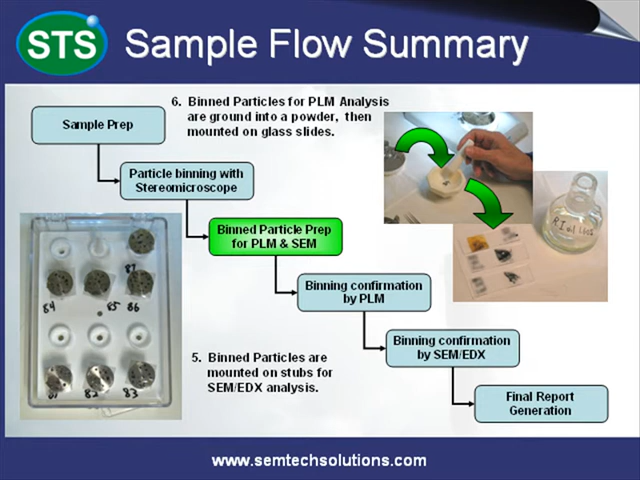 STS
Sample Flow Summary
6. Binned Particles for PLM Analysis
are ground into a powder, then
mounted on glass slides.
Sample Prep
Particle binning with
Stereomicroscope
Binned Particle Prep
for PLM & SEM
Binning confirmation
by PLM
Binning confirmation
by SEM/EDX
Final Report
Generation
87
84
85
86
81
82
83
5. Binned Particles are
mounted on stubs for
SEM/EDX analysis.
www.semtechsolutions.com